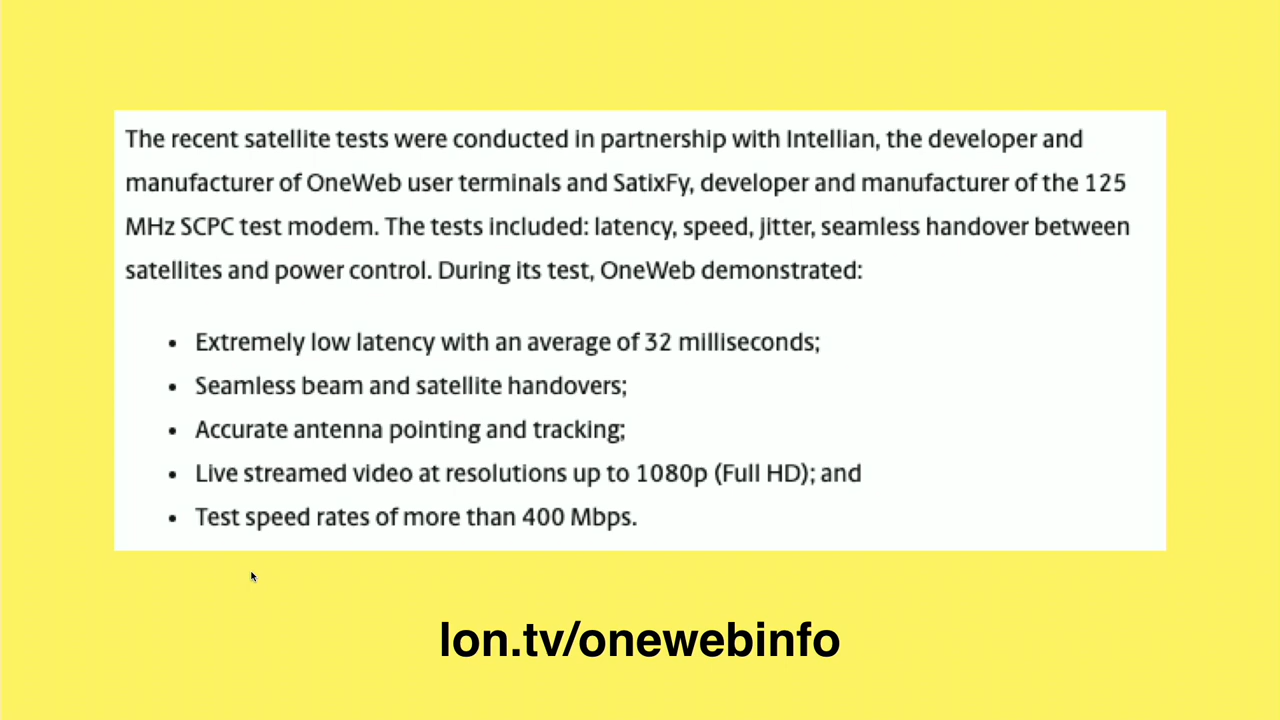 The recent satellite tests were conducted in partnership with Intellian, the developer and
manufacturer of OneWeb user terminals and SatixFy, developer and manufacturer of the 125
MHz SCPC test modem. The tests included: latency, speed, jitter, seamless handover between
satellites and power control. During its test, OneWeb demonstrated:
• Extremely low latency with an average of 32 milliseconds;
• Seamless beam and satellite handovers;
• Accurate antenna pointing and tracking;
• Live streamed video at resolutions up to 1080p (Full HD); and
• Test speed rates of more than 400 Mbps.
lon.tv/onewebinfo